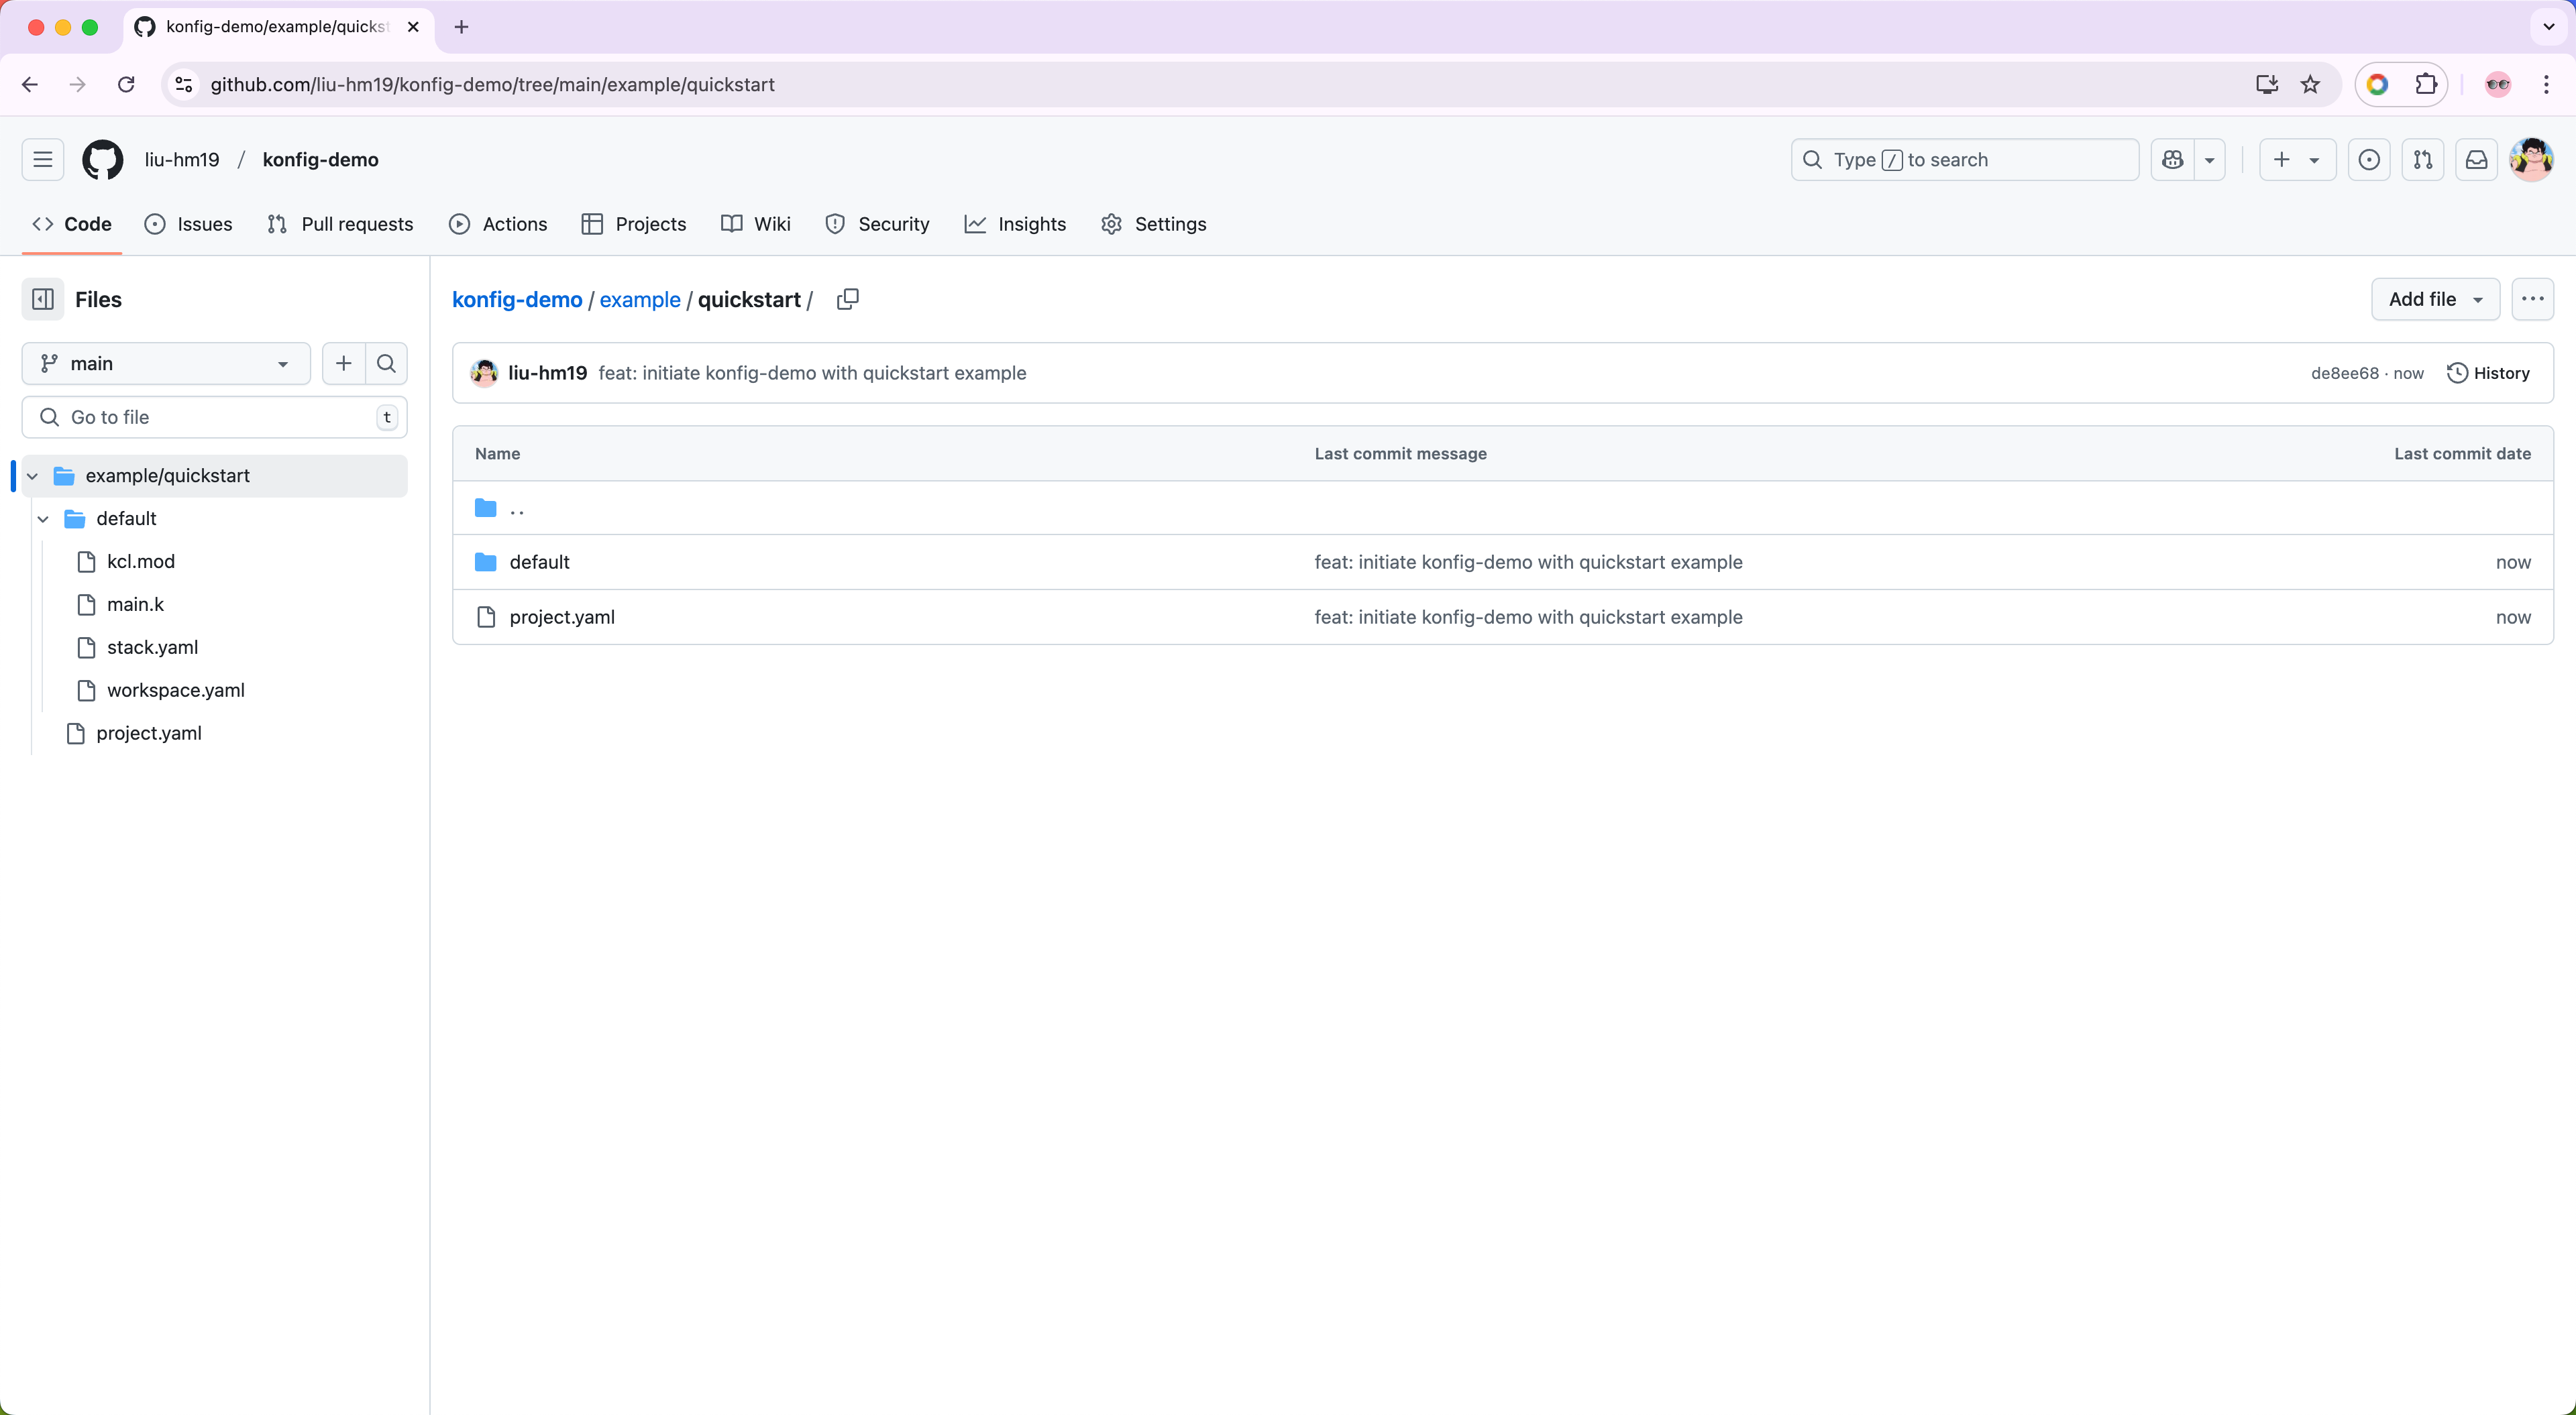 konfig-demo/example/quickst
github.com/liu-hm19/konfig-demo/tree/main/example/quickstart
liu-hm19 / konfig-demo
Type / to search
Code Issues Pull requests Actions Projects Wiki Security Insights Settings
Files
main
Go to file t
example/quickstart
default
kcl.mod
main.k
stack.yaml
workspace.yaml
project.yaml
konfig-demo / example / quickstart /
Add file
liu-hm19 feat: initiate konfig-demo with quickstart example de8ee68 · now History
Name Last commit message Last commit date
..
default feat: initiate konfig-demo with quickstart example now
project.yaml feat: initiate konfig-demo with quickstart example now